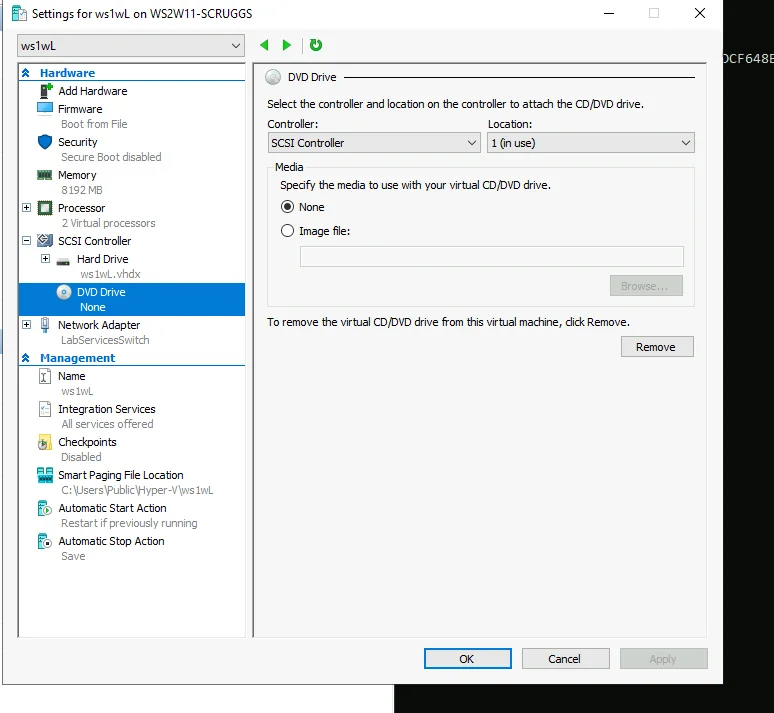 Settings for ws1wL on WS2W11-SCRUGGS
ws1wL
Hardware
Add Hardware
Firmware
Boot from File
Security
Secure Boot disabled
Memory
8192 MB
Processor
2 Virtual processors
SCSI Controller
Hard Drive
ws1wL.vhdx
DVD Drive
None
Network Adapter
LabServicesSwitch
Management
Name
ws1wL
Integration Services
All services offered
Checkpoints
Disabled
Smart Paging File Location
C:\Users\Public\Hyper-V\ws1wL
Automatic Start Action
Restart if previously running
Automatic Stop Action
Save
DVD Drive
Select the controller and location on the controller to attach the CD/DVD drive.
Controller: Location:
SCSI Controller 1 (in use)
Media
Specify the media to use with your virtual CD/DVD drive.
None
Image file:
Browse...
To remove the virtual CD/DVD drive from this virtual machine, click Remove.
Remove
OK Cancel Apply